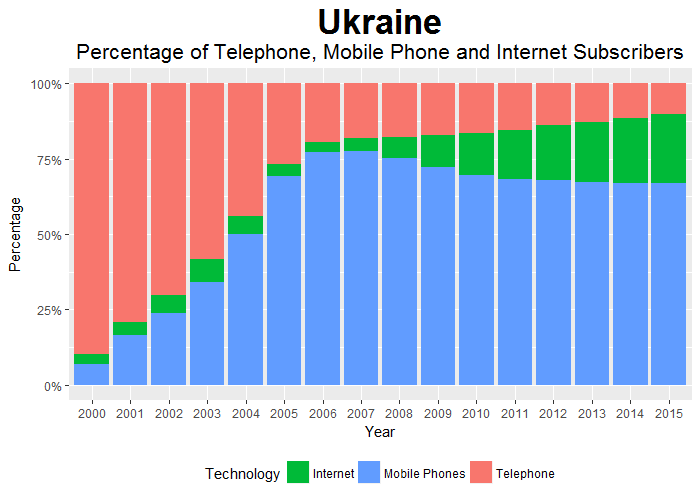 Ukraine
Percentage of Telephone, Mobile Phone and Internet Subscribers
100%
75%
50%
25%
0%
Percentage
2000 2001 2002 2003 2004 2005 2006 2007 2008 2009 2010 2011 2012 2013 2014 2015
Year
Technology Internet Mobile Phones Telephone